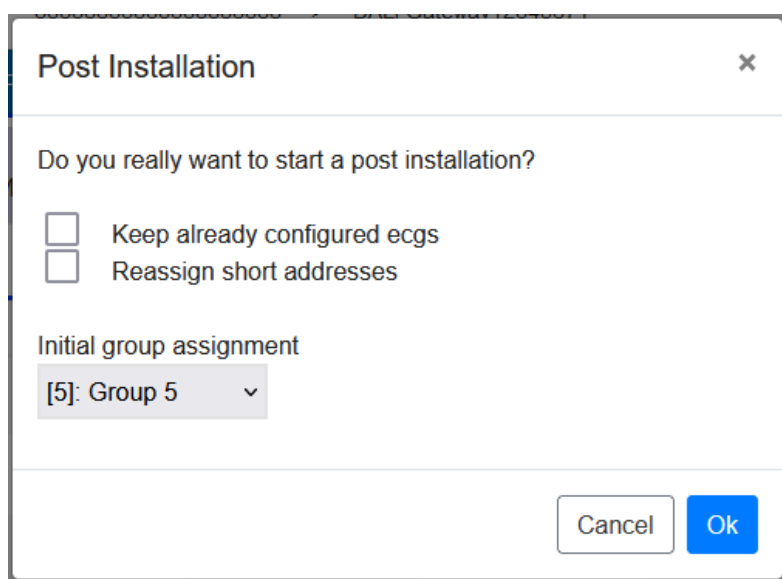 Post Installation
×
Do you really want to start a post installation?
Keep already configured ecgs
Reassign short addresses
Initial group assignment
[5]: Group 5
Cancel
Ok